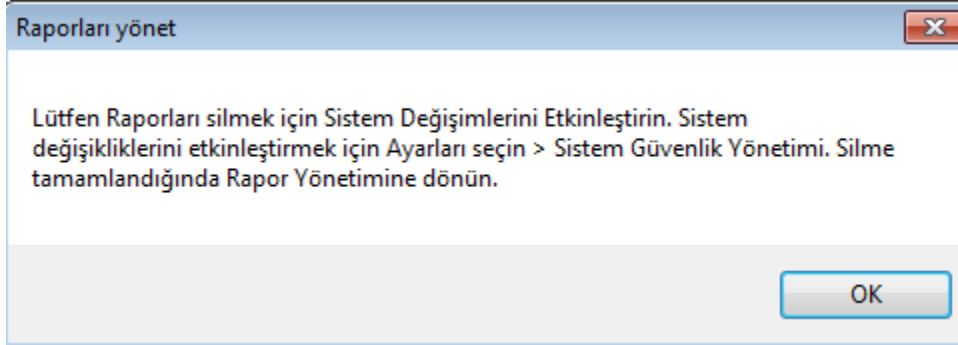 Raporları yönet
Lütfen Raporları silmek için Sistem Değişimlerini Etkinleştirin. Sistem
değişikliklerini etkinleştirmek için Ayarları seçin > Sistem Güvenlik Yönetimi. Silme
tamamlandığında Rapor Yönetimine dönün.
OK